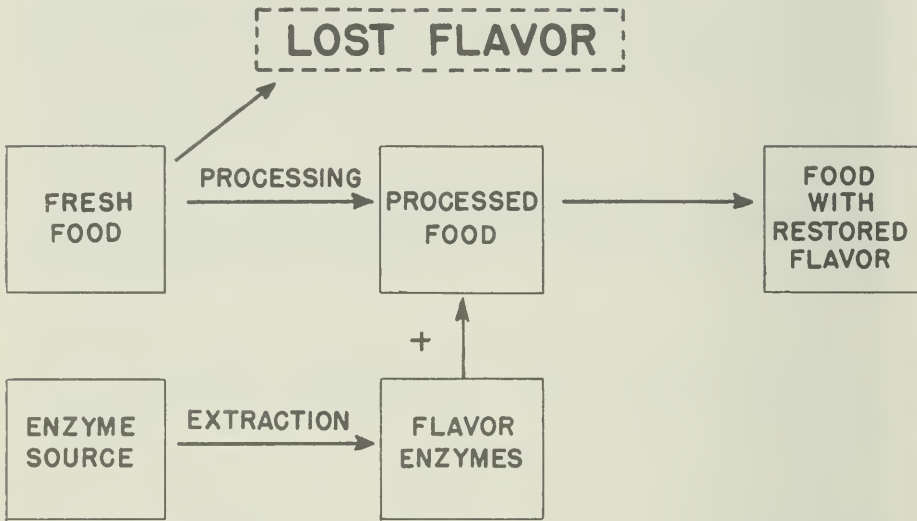 LOST FLAVOR
FRESH
FOOD
PROCESSING
PROCESSED
FOOD
FOOD
WITH
RESTORED
FLAVOR
+
ENZYME
SOURCE
EXTRACTION
FLAVOR
ENZYMES